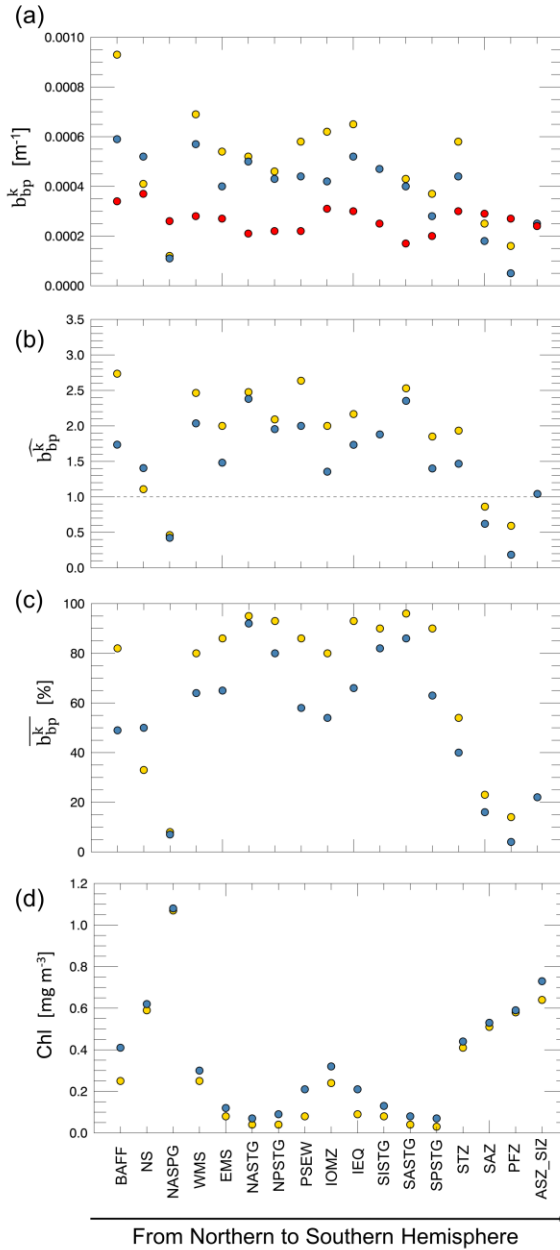 (a)
0.0010
0.0008
0.0006
0.0004
0.0002
0.0000
b_bp^k [m⁻¹]
(b)
3.5
3.0
2.5
2.0
1.5
1.0
0.5
0.0
b_bp^k
(c)
100
80
60
40
20
0
b_bp^k [%]
(d)
1.2
1.0
0.8
0.6
0.4
0.2
0.0
Chl [mg m⁻³]
BAFF
NS
NASPG
WMS
EMS
NASTG
NPSTG
PSEW
IOMZ
IEQ
SISTG
SASTG
SPSTG
STZ
SAZ
PFZ
ASZ_SIZ
From Northern to Southern Hemisphere